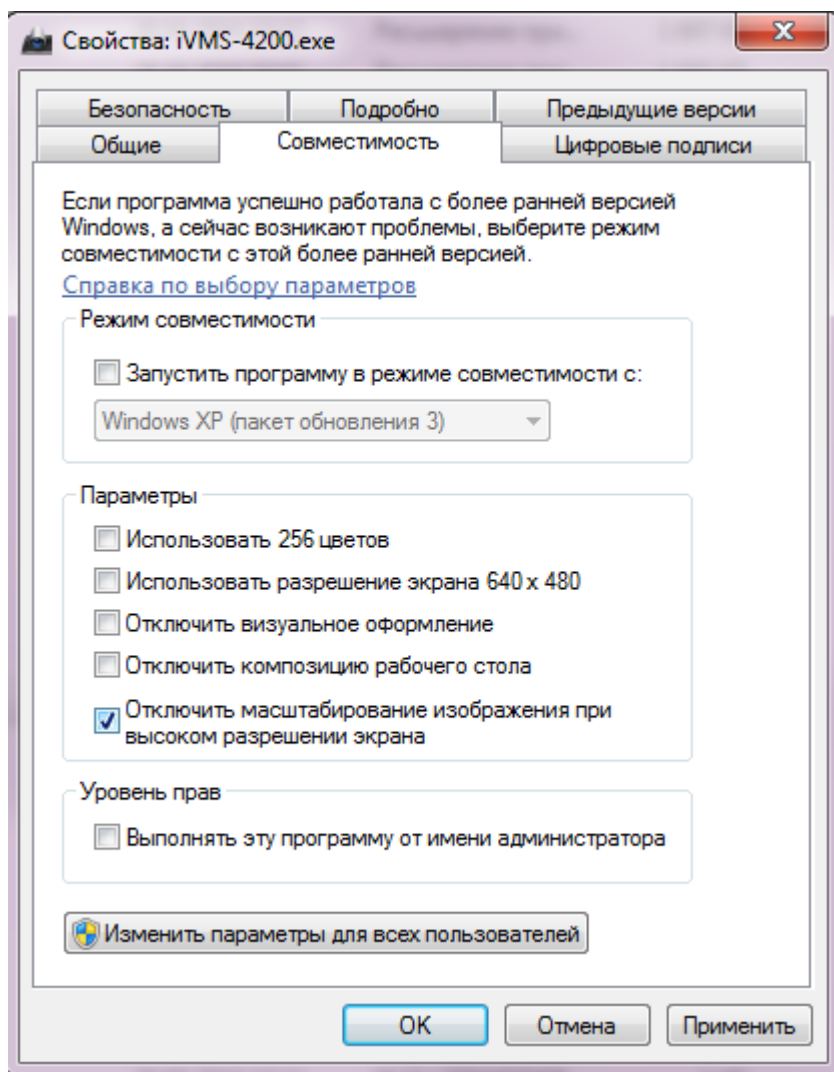 Свойства: iVMS-4200.exe
Безопасность
Подробно
Предыдущие версии
Общие
Совместимость
Цифровые подписи
Если программа успешно работала с более ранней версией
Windows, а сейчас возникают проблемы, выберите режим
совместимости с этой более ранней версией.
Справка по выбору параметров
Режим совместимости
Запустить программу в режиме совместимости с:
Windows XP (пакет обновления 3)
Параметры
Использовать 256 цветов
Использовать разрешение экрана 640 x 480
Отключить визуальное оформление
Отключить композицию рабочего стола
Отключить масштабирование изображения при
высоком разрешении экрана
Уровень прав
Выполнять эту программу от имени администратора
Изменить параметры для всех пользователей
OK
Отмена
Применить